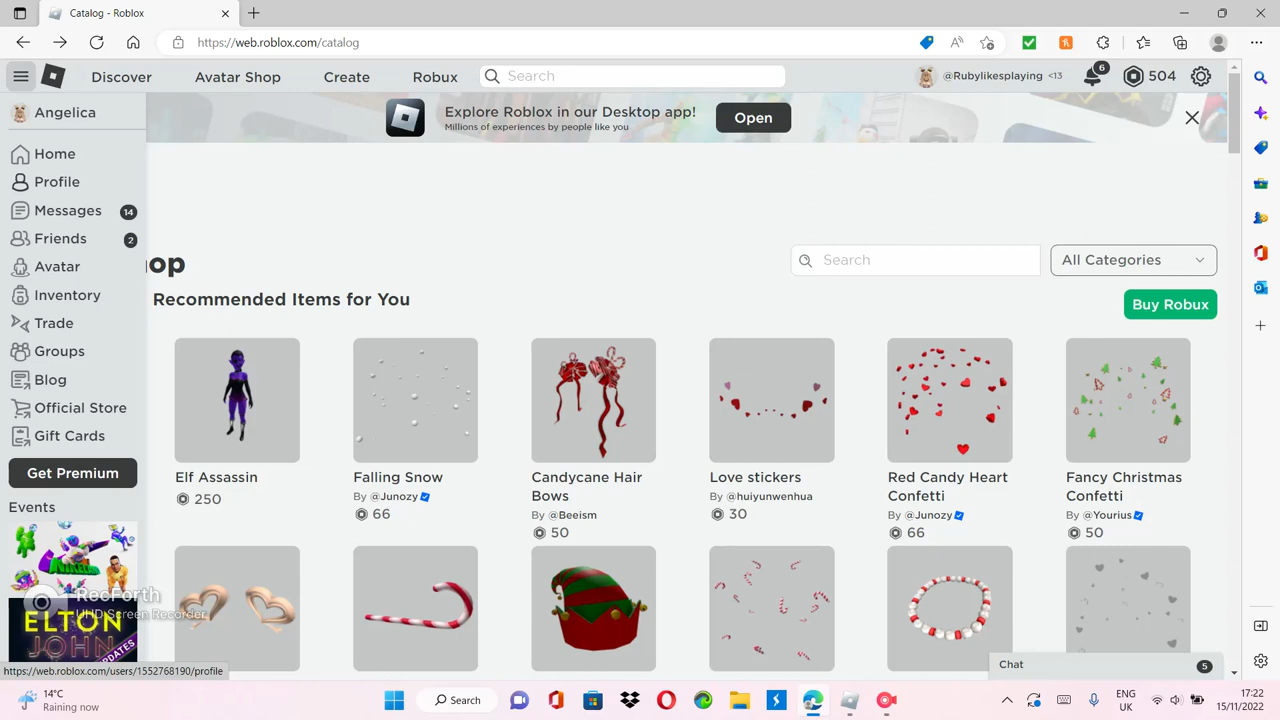 Catalog - Roblox
https://web.roblox.com/catalog
Discover
Avatar Shop
Create
Robux
Search
@Rubylikesplaying <13
6
504
Angelica
Explore Roblox in our Desktop app!
Millions of experiences by people like you
Open
Home
Profile
Messages 14
Friends 2
Avatar
Inventory
Trade
Groups
Blog
Official Store
Gift Cards
Get Premium
Events
ELTON
JOHN
UPDATES
RecForth
UHD Screen Recorder
https://web.roblox.com/users/1552768190/profile
op
Search
All Categories
Recommended Items for You
Buy Robux
Elf Assassin
250
Falling Snow
By @Junozy
66
Candycane Hair
Bows
By @Beeism
50
Love stickers
By @huiyunwenhua
30
Red Candy Heart
Confetti
By @Junozy
66
Fancy Christmas
Confetti
By @Yourius
50
Chat 5
14°C
Raining now
Search
ENG
UK
17:22
15/11/2022